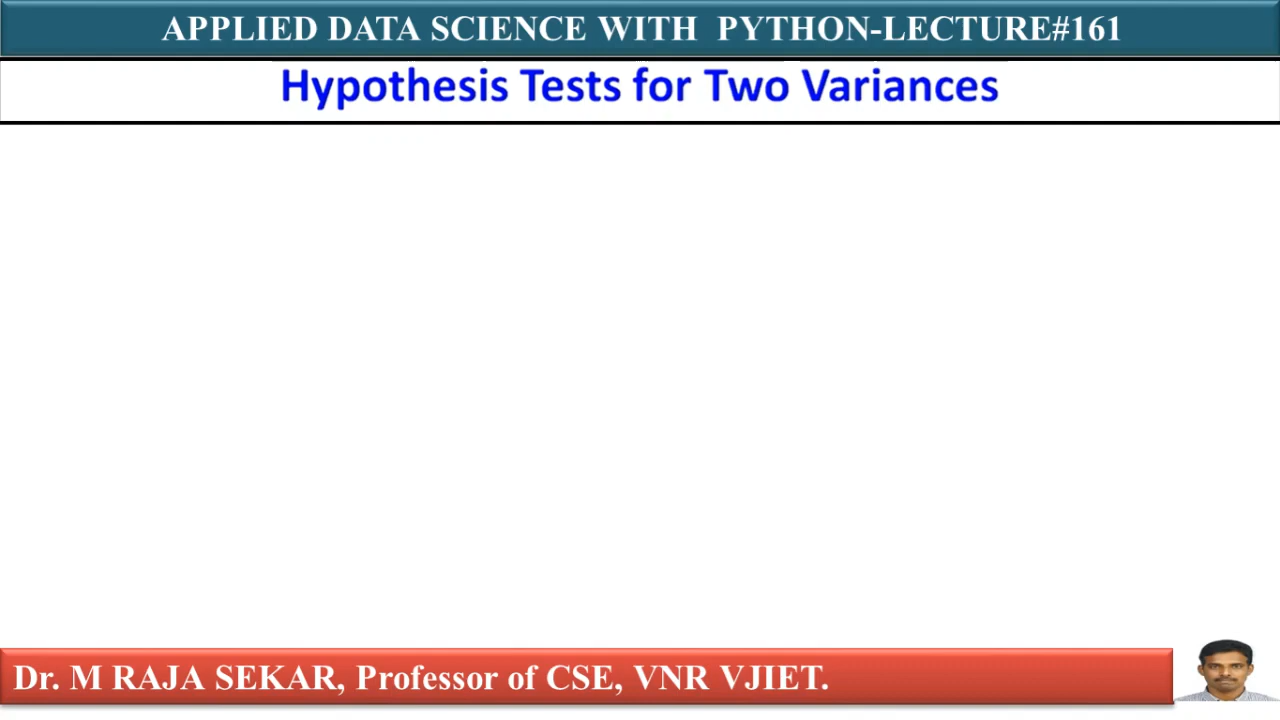 APPLIED DATA SCIENCE WITH PYTHON-LECTURE#161
Hypothesis Tests for Two Variances
Dr. M RAJA SEKAR, Professor of CSE, VNR VJIET.